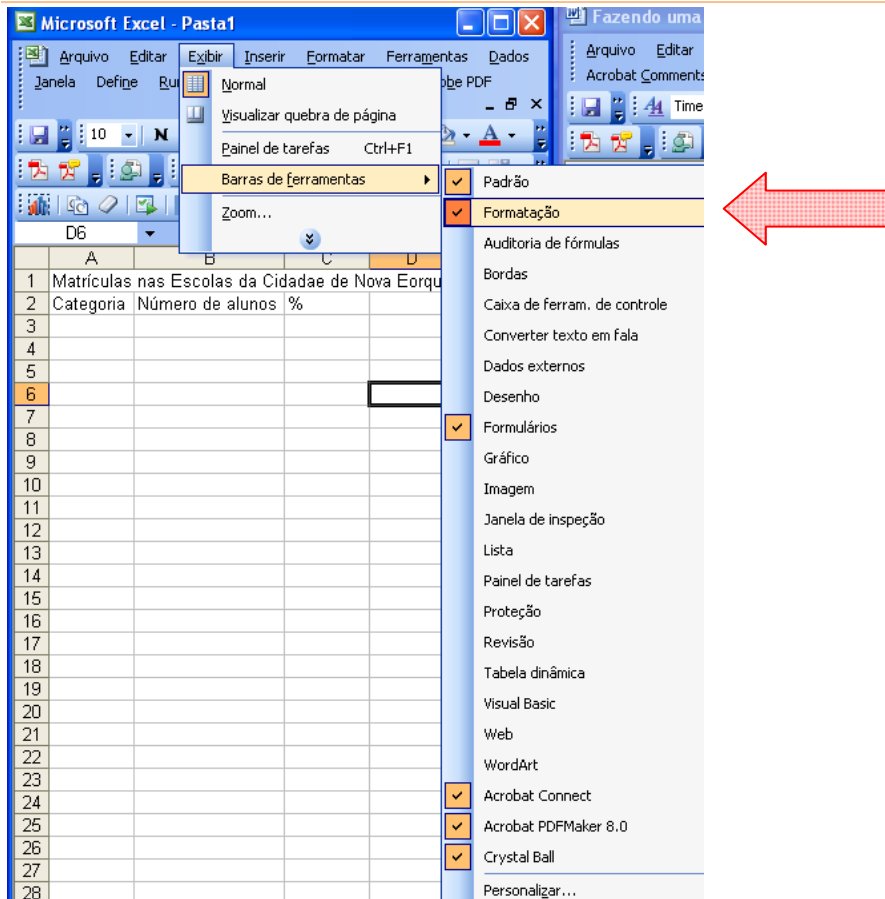 Microsoft Excel - Pasta1
Fazendo uma
Arquivo Editar Exibir Inserir Formatar Ferramentas Dados
Janela Define Ru obe PDF
Arquivo Editar
Acrobat Comments
Time
10 N
A
D6
Normal
Visualizar quebra de página
Painel de tarefas Ctrl+F1
Barras de ferramentas
Zoom...
Padrão
Formatação
Auditoria de fórmulas
Bordas
Caixa de ferram. de controle
Converter texto em fala
Dados externos
Desenho
Formulários
Gráfico
Imagem
Janela de inspeção
Lista
Painel de tarefas
Proteção
Revisão
Tabela dinâmica
Visual Basic
Web
WordArt
Acrobat Connect
Acrobat PDFMaker 8.0
Crystal Ball
Personalizar...
A B C D
1 Matrículas nas Escolas da Cidadae de Nova Eorqu
2 Categoria Número de alunos %
3
4
5
6
7
8
9
10
11
12
13
14
15
16
17
18
19
20
21
22
23
24
25
26
27
28